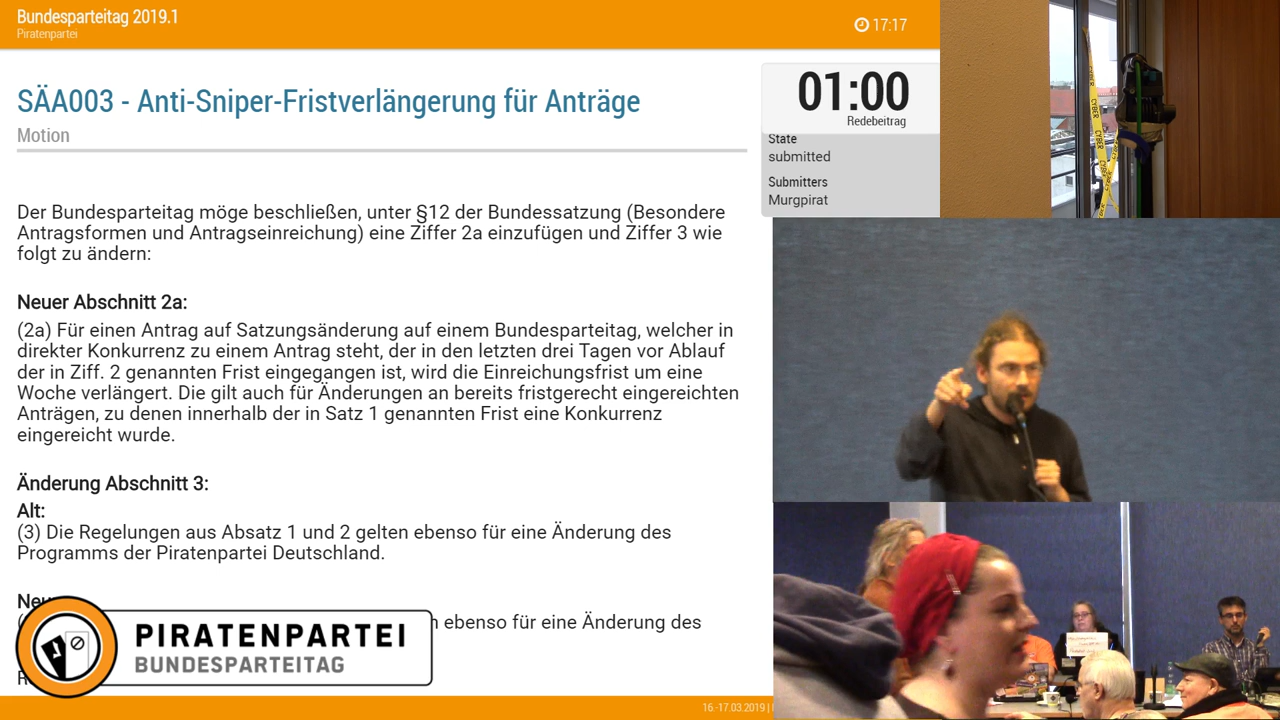 Bundesparteitag 2019.1
Piratenpartei
17:17
SÄA003 - Anti-Sniper-Fristverlängerung für Anträge
Motion
01:00
Redebeitrag
State
submitted
Submitters
Murgpirat
Der Bundesparteitag möge beschließen, unter §12 der Bundessatzung (Besondere
Antragsformen und Antragseinreichung) eine Ziffer 2a einzufügen und Ziffer 3 wie
folgt zu ändern:
Neuer Abschnitt 2a:
(2a) Für einen Antrag auf Satzungsänderung auf einem Bundesparteitag, welcher in
direkter Konkurrenz zu einem Antrag steht, der in den letzten drei Tagen vor Ablauf
der in Ziff. 2 genannten Frist eingegangen ist, wird die Einreichungsfrist um eine
Woche verlängert. Die gilt auch für Änderungen an bereits fristgerecht eingereichten
Anträgen, zu denen innerhalb der in Satz 1 genannten Frist eine Konkurrenz
eingereicht wurde.
Änderung Abschnitt 3:
Alt:
(3) Die Regelungen aus Absatz 1 und 2 gelten ebenso für eine Änderung des
Programms der Piratenpartei Deutschland.
ebenso für eine Änderung des
PIRATENPARTEI
BUNDESPARTEITAG
16.-17.03.2019 |
CYBER
CYBER
CYBER
CYBER